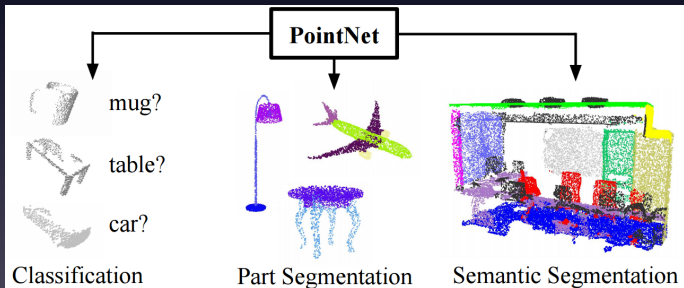 PointNet
mug?
table?
car?
Classification
Part Segmentation
Semantic Segmentation